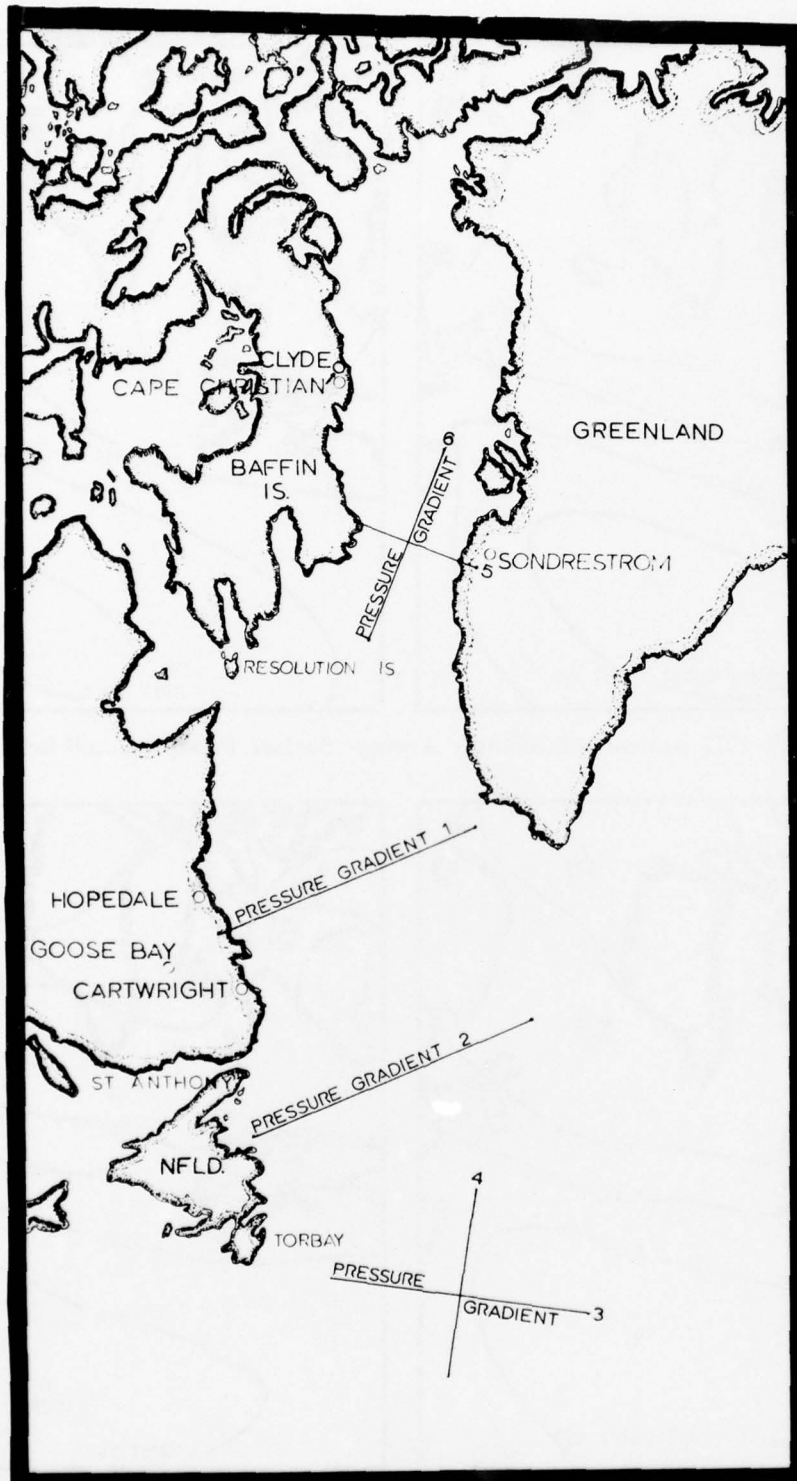 CLYDE
CAPE CHRISTIAN
6
GREENLAND
BAFFIN
IS.
PRESSURE GRADIENT
5
SONDRESTROM
RESOLUTION IS
PRESSURE GRADIENT 1
HOPEDALE
GOOSE BAY
CARTWRIGHT
PRESSURE GRADIENT 2
ST ANTHONY
NFLD.
4
TORBAY
PRESSURE
GRADIENT 3